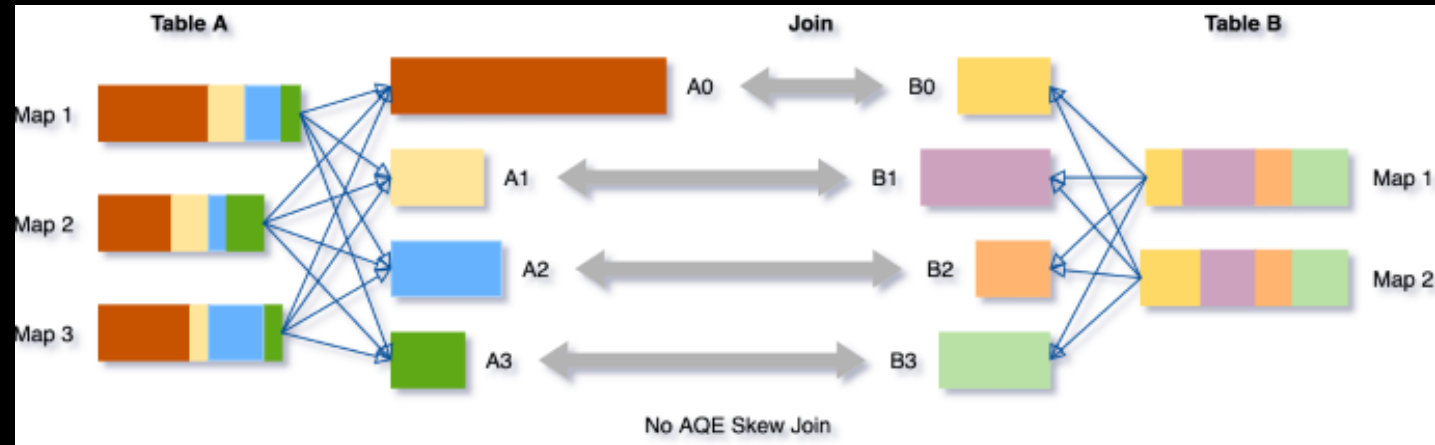 Table A
Join
Table B
Map 1
Map 2
Map 3
A0
A1
A2
A3
B0
B1
B2
B3
Map 1
Map 2
No AQE Skew Join